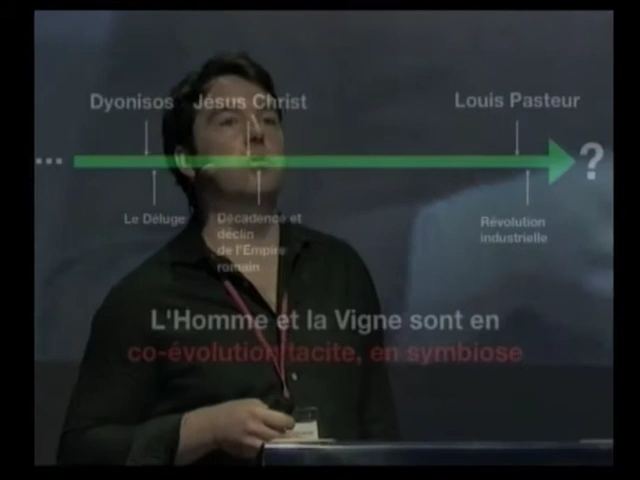 Dyonisos Jésus Christ Louis Pasteur
... ?
Le Déluge
Décadence et
déclin
de l'Empire
romain
Révolution
industrielle
L'Homme et la Vigne sont en
co-évolution tacite, en symbiose